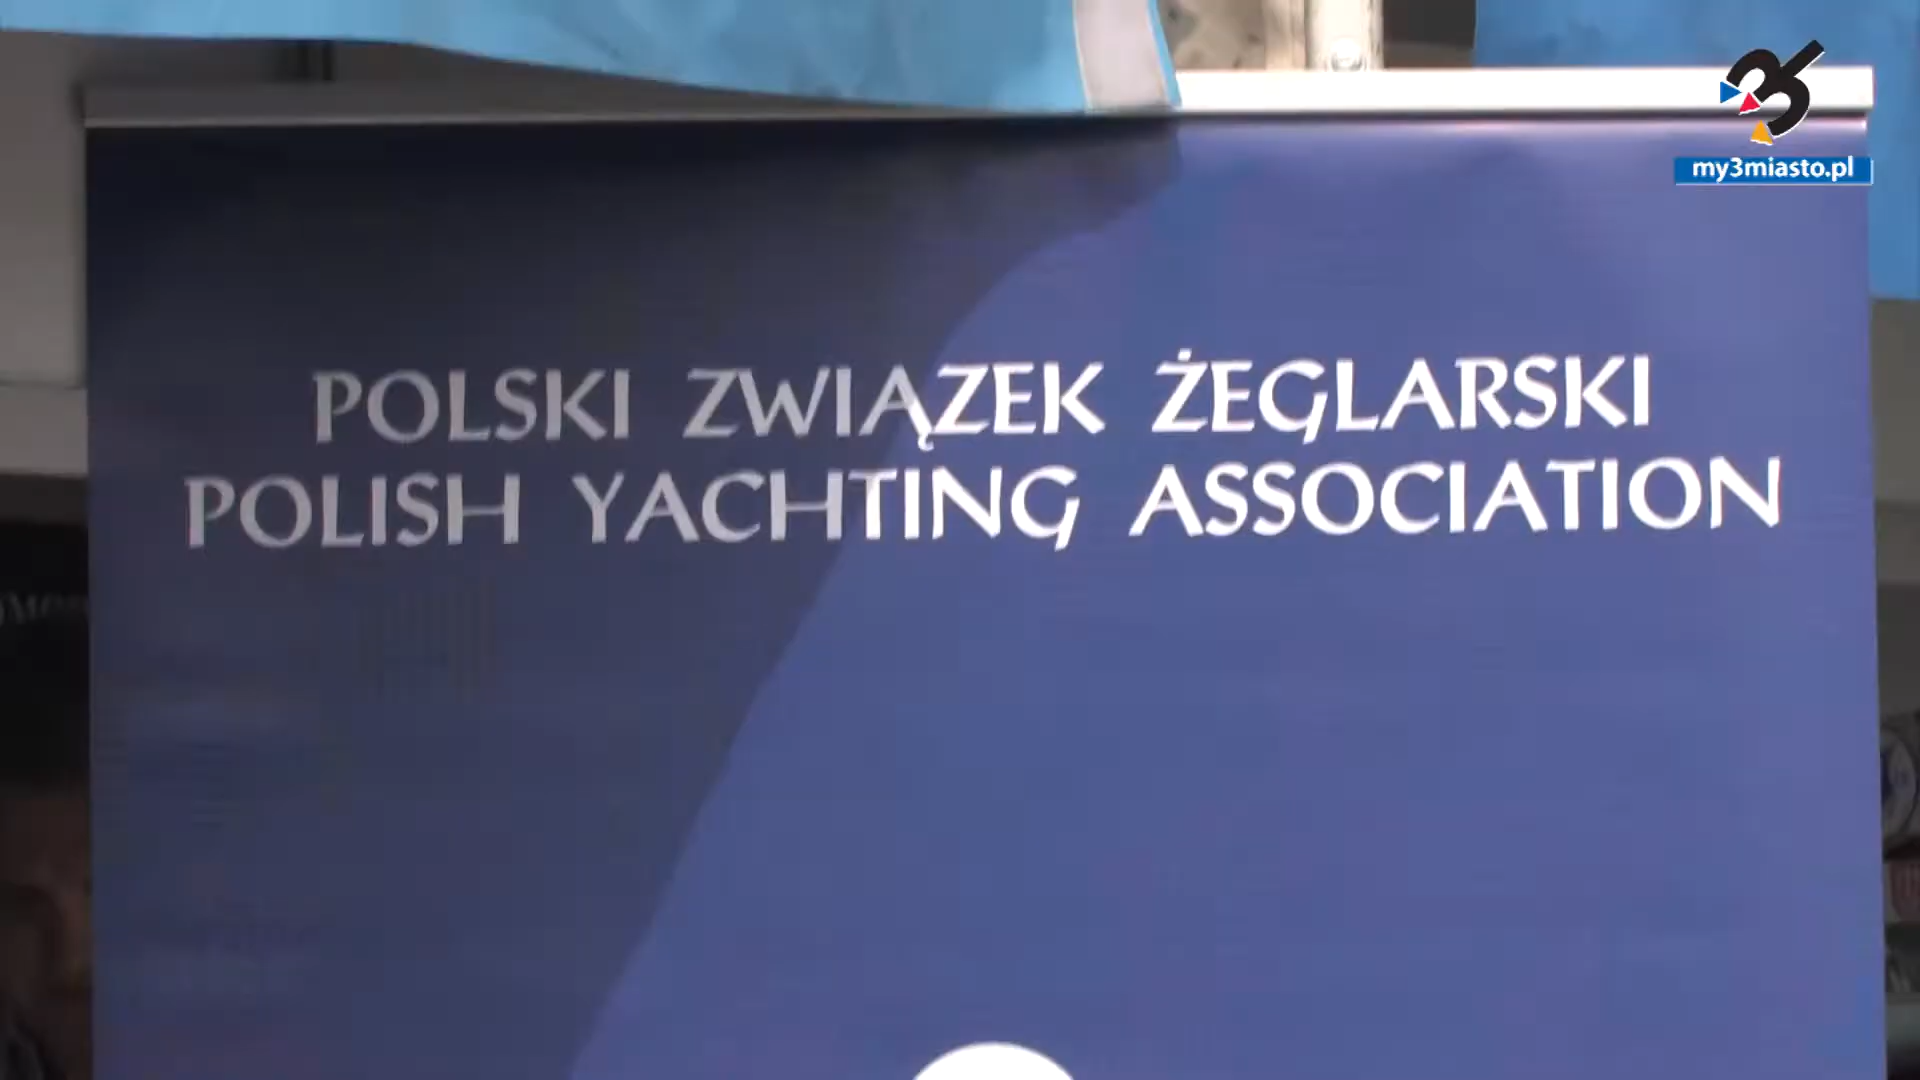 my3miasto.pl
POLSKI ZWIĄZEK ŻEGLARSKI
POLISH YACHTING ASSOCIATION